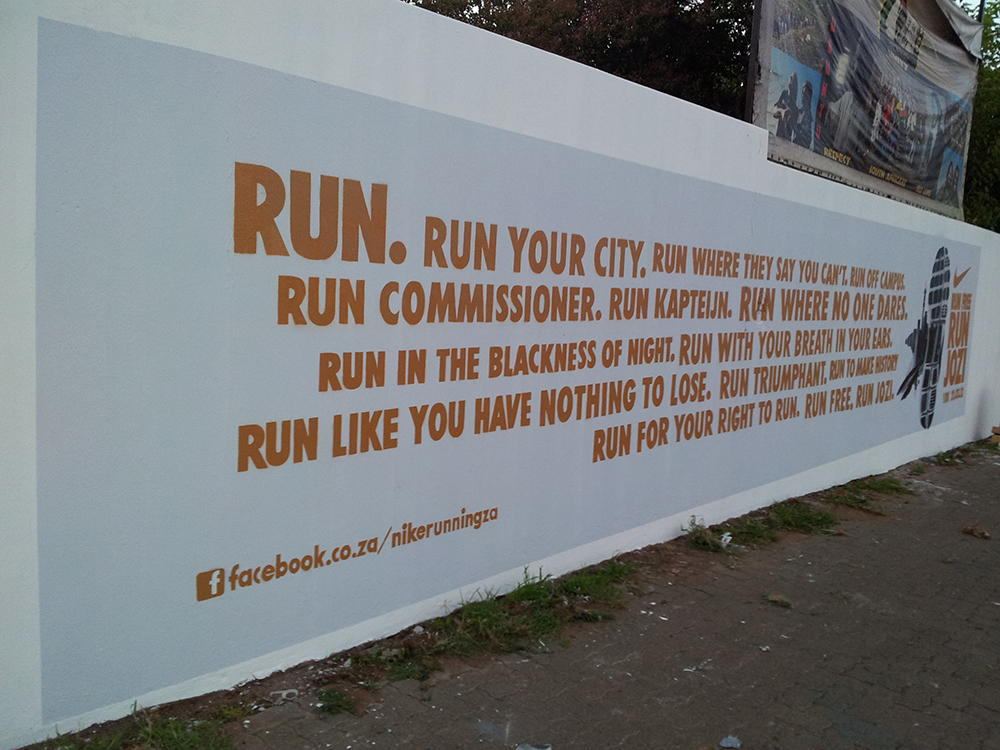 RUN. RUN YOUR CITY. RUN WHERE THEY SAY YOU CAN'T. RUN OFF CAMPUS.
RUN COMMISSIONER. RUN KAPTEIJN. RUN WHERE NO ONE DARES.
RUN IN THE BLACKNESS OF NIGHT. RUN WITH YOUR BREATH IN YOUR EARS.
RUN LIKE YOU HAVE NOTHING TO LOSE. RUN TRIUMPHANT. RUN TO MAKE HISTORY
RUN FOR YOUR RIGHT TO RUN. RUN FREE. RUN JOZI.
f facebook.co.za/nikerunningza
RUN FREE
RUN
JOZI
RESPECT